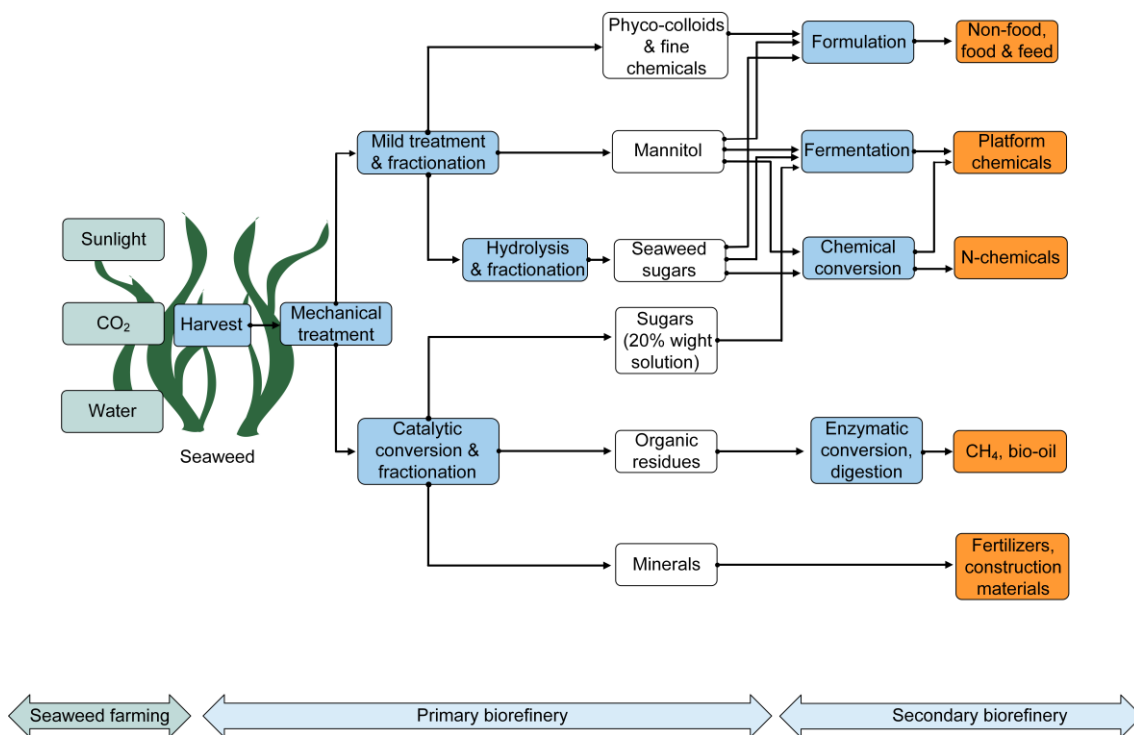 Phyco-colloids
& fine
chemicals
Formulation
Non-food,
food & feed
Mild treatment
& fractionation
Mannitol
Fermentation
Platform
chemicals
Sunlight
Hydrolysis
& fractionation
Seaweed
sugars
Chemical
conversion
N-chemicals
CO₂
Harvest
Mechanical
treatment
Sugars
(20% wight
solution)
Water
Seaweed
Catalytic
conversion &
fractionation
Organic
residues
Enzymatic
conversion,
digestion
CH₄, bio-oil
Minerals
Fertilizers,
construction
materials
Seaweed farming
Primary biorefinery
Secondary biorefinery